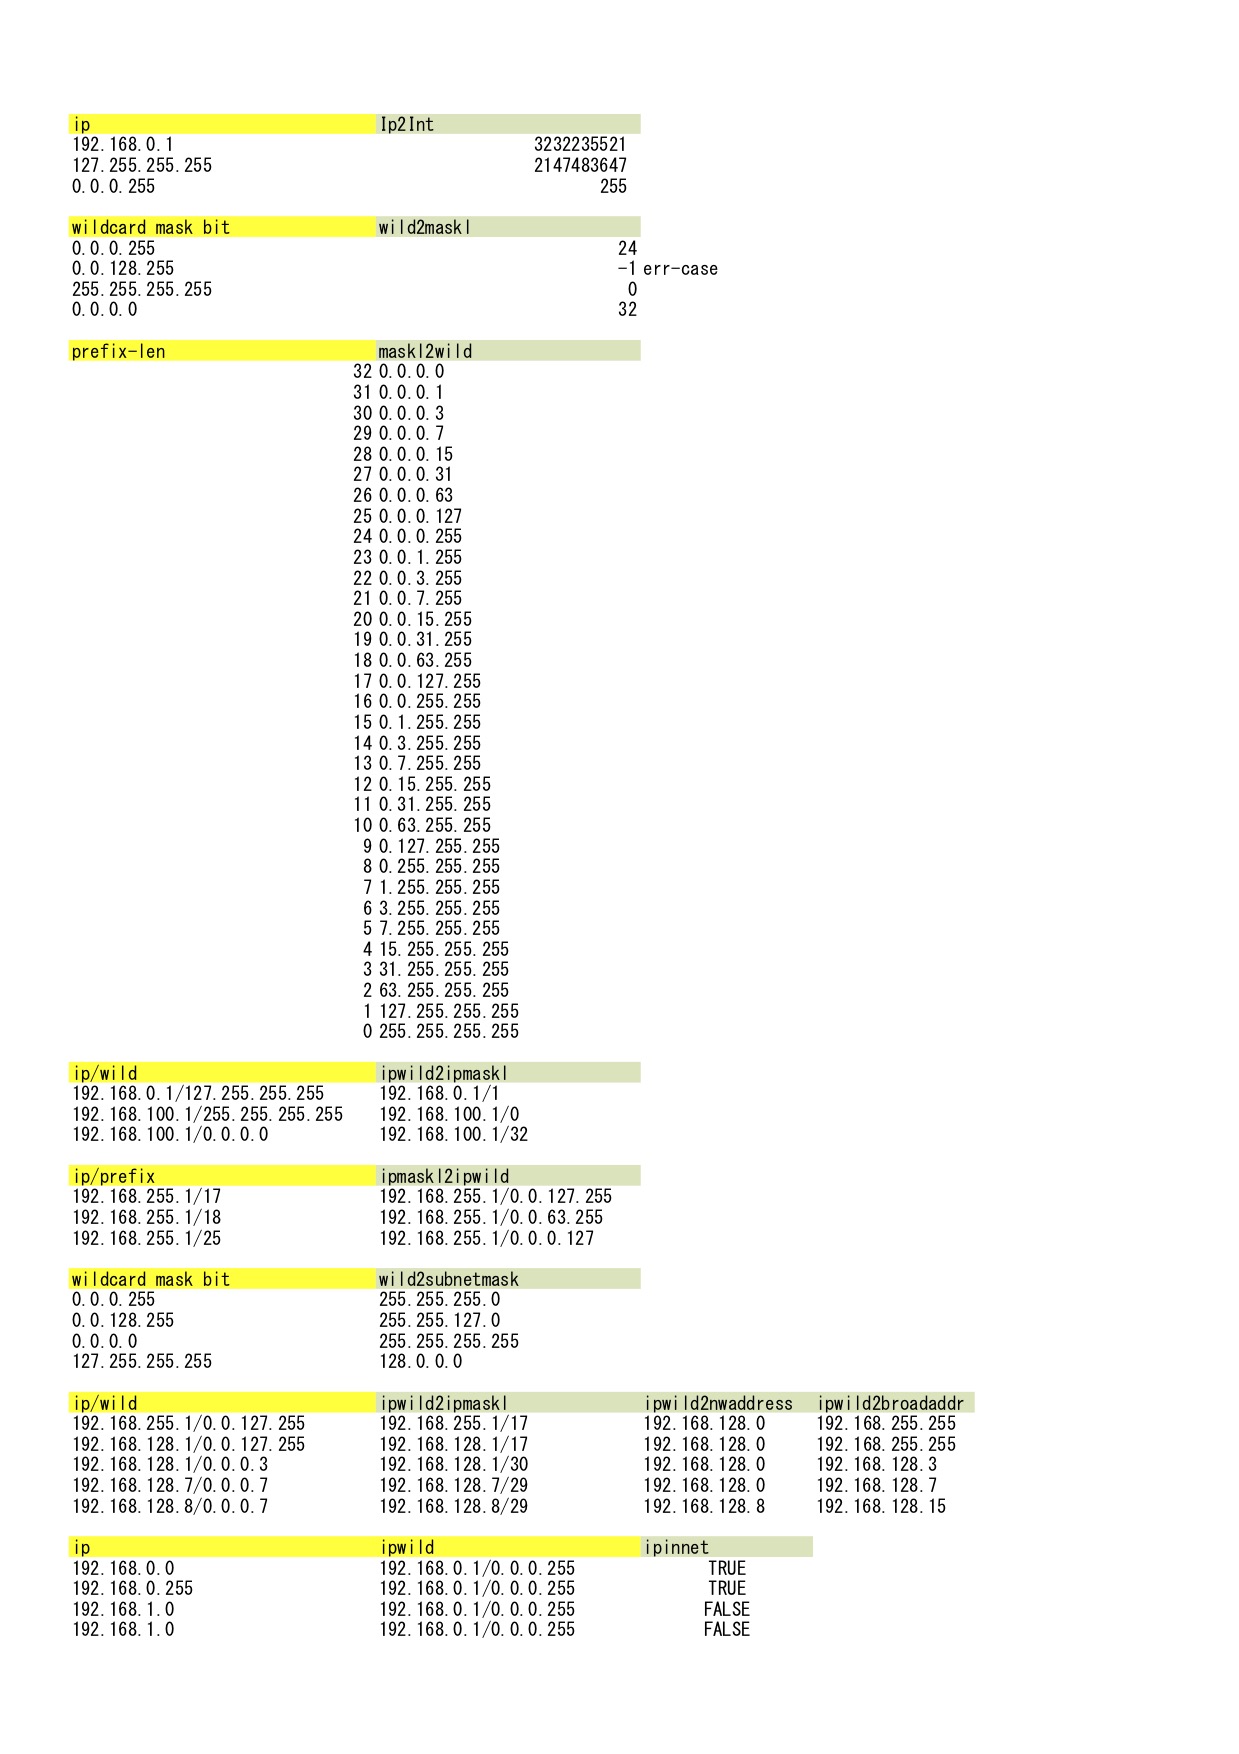 ip Ip2Int
192.168.0.1 3232235521
127.255.255.255 2147483647
0.0.0.255 255
wildcard mask bit wild2maskl
0.0.0.255 24
0.0.128.255 -1 err-case
255.255.255.255 0
0.0.0.0 32
prefix-len maskl2wild
32 0.0.0.0
31 0.0.0.1
30 0.0.0.3
29 0.0.0.7
28 0.0.0.15
27 0.0.0.31
26 0.0.0.63
25 0.0.0.127
24 0.0.0.255
23 0.0.1.255
22 0.0.3.255
21 0.0.7.255
20 0.0.15.255
19 0.0.31.255
18 0.0.63.255
17 0.0.127.255
16 0.0.255.255
15 0.1.255.255
14 0.3.255.255
13 0.7.255.255
12 0.15.255.255
11 0.31.255.255
10 0.63.255.255
9 0.127.255.255
8 0.255.255.255
7 1.255.255.255
6 3.255.255.255
5 7.255.255.255
4 15.255.255.255
3 31.255.255.255
2 63.255.255.255
1 127.255.255.255
0 255.255.255.255
ip/wild ipwild2ipmaskl
192.168.0.1/127.255.255.255 192.168.0.1/1
192.168.100.1/255.255.255.255 192.168.100.1/0
192.168.100.1/0.0.0.0 192.168.100.1/32
ip/prefix ipmaskl2ipwild
192.168.255.1/17 192.168.255.1/0.0.127.255
192.168.255.1/18 192.168.255.1/0.0.63.255
192.168.255.1/25 192.168.255.1/0.0.0.127
wildcard mask bit wild2subnetmask
0.0.0.255 255.255.255.0
0.0.128.255 255.255.127.0
0.0.0.0 255.255.255.255
127.255.255.255 128.0.0.0
ip/wild ipwild2ipmaskl ipwild2nwaddress ipwild2broadaddr
192.168.255.1/0.0.127.255 192.168.255.1/17 192.168.128.0 192.168.255.255
192.168.128.1/0.0.127.255 192.168.128.1/17 192.168.128.0 192.168.255.255
192.168.128.1/0.0.0.3 192.168.128.1/30 192.168.128.0 192.168.128.3
192.168.128.7/0.0.0.7 192.168.128.7/29 192.168.128.0 192.168.128.7
192.168.128.8/0.0.0.7 192.168.128.8/29 192.168.128.8 192.168.128.15
ip ipwild ipinnet
192.168.0.0 192.168.0.1/0.0.0.255 TRUE
192.168.0.255 192.168.0.1/0.0.0.255 TRUE
192.168.1.0 192.168.0.1/0.0.0.255 FALSE
192.168.1.0 192.168.0.1/0.0.0.255 FALSE